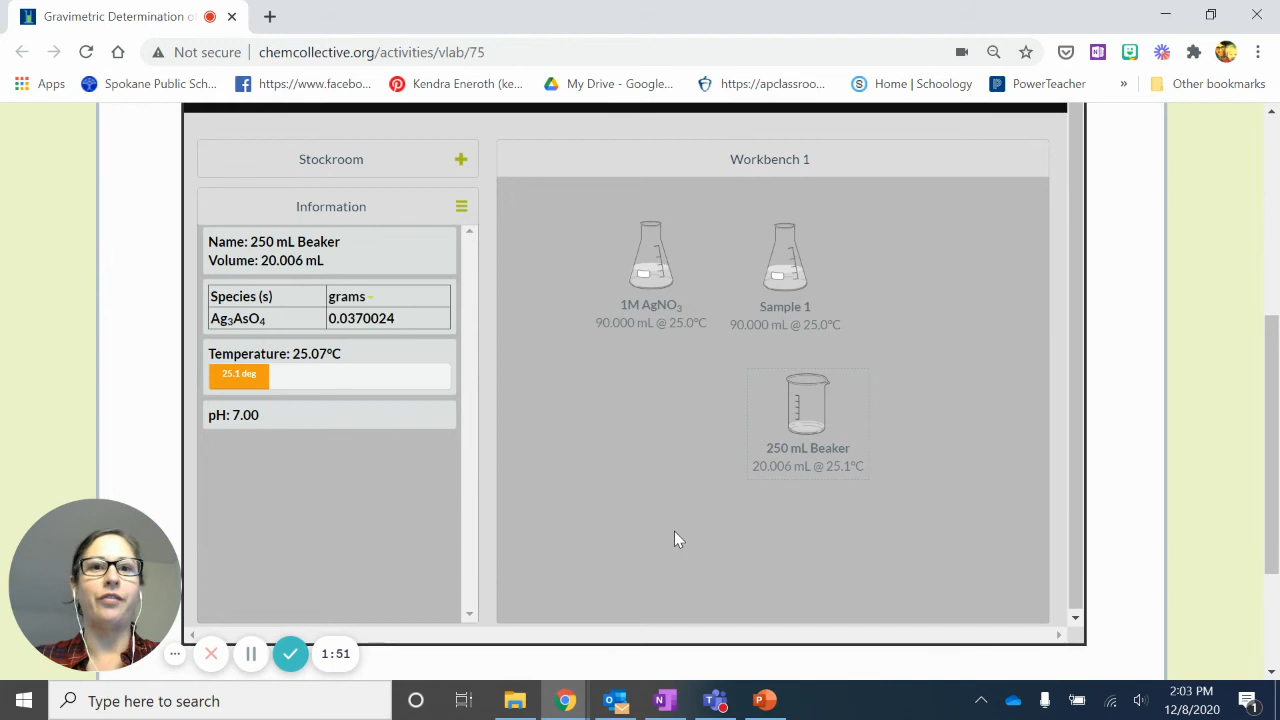 Gravimetric Determination of
Not secure | chemcollective.org/activities/vlab/75
Apps
Spokane Public Sch...
https://www.facebo...
Kendra Eneroth (ke...
My Drive - Google...
https://apclassroo...
Home | Schoology
PowerTeacher
»
Other bookmarks
Stockroom
Workbench 1
Information
Name: 250 mL Beaker
Volume: 20.006 mL
Species (s) grams
Ag₃AsO₄ 0.0370024
Temperature: 25.07°C
25.1 deg
pH: 7.00
1M AgNO₃
90.000 mL @ 25.0°C
Sample 1
90.000 mL @ 25.0°C
250 mL Beaker
20.006 mL @ 25.1°C
1:51
Type here to search
2:03 PM
12/8/2020
1